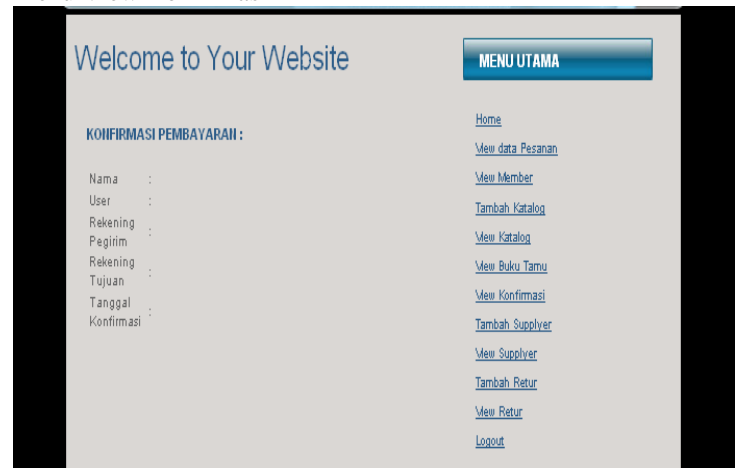 Welcome to Your Website
KONFIRMASI PEMBAYARAN :
Nama :
User :
Rekening
Pegirim :
Rekening
Tujuan :
Tanggal
Konfirmasi :
MENU UTAMA
Home
View data Pesanan
View Member
Tambah Katalog
View Katalog
View Buku Tamu
View Konfirmasi
Tambah Supplyer
View Supplyer
Tambah Retur
View Retur
Logout